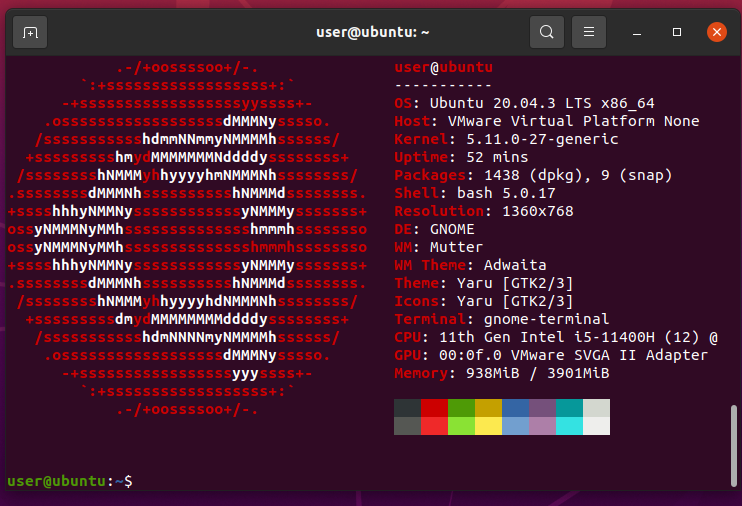 user@ubuntu: ~
.-/+oossssoo+/-.
user@ubuntu
`:+ssssssssssssssssss+:`
-----------
-+ssssssssssssssssssyyssss+-
OS: Ubuntu 20.04.3 LTS x86_64
.ossssssssssssssssssdMMMNysssso.
Host: VMware Virtual Platform None
/ssssssssssshdmmNNmmyNMMMMhssssss/
Kernel: 5.11.0-27-generic
+ssssssssshmydMMMMMMMNddddyssssssss+
Uptime: 52 mins
/sssssssshNMMMyhhyyyyhmNMMMNhssssssss/
Packages: 1438 (dpkg), 9 (snap)
.ssssssssdMMMNhsssssssssshNMMMdssssssss.
Shell: bash 5.0.17
+sssshhhyNMMNyssssssssssssyNMMMysssssss+
Resolution: 1360x768
ossyNMMMNyMMhsssssssssssssshmmmhssssssso
DE: GNOME
ossyNMMMNyMMhsssssssssssssshmmmhssssssso
WM: Mutter
+sssshhhyNMMNyssssssssssssyNMMMysssssss+
WM Theme: Adwaita
.ssssssssdMMMNhsssssssssshNMMMdssssssss.
Theme: Yaru [GTK2/3]
/sssssssshNMMMyhhyyyyhdNMMMNhssssssss/
Icons: Yaru [GTK2/3]
+sssssssssdmydMMMMMMMMddddyssssssss+
Terminal: gnome-terminal
/ssssssssssshdmNNNNmyNMMMMhssssss/
CPU: 11th Gen Intel i5-11400H (12) @
.ossssssssssssssssssdMMMNysssso.
GPU: 00:0f.0 VMware SVGA II Adapter
-+sssssssssssssssssyyyssss+-
Memory: 938MiB / 3901MiB
`:+ssssssssssssssssss+:`
.-/+oossssoo+/-.
user@ubuntu:~$